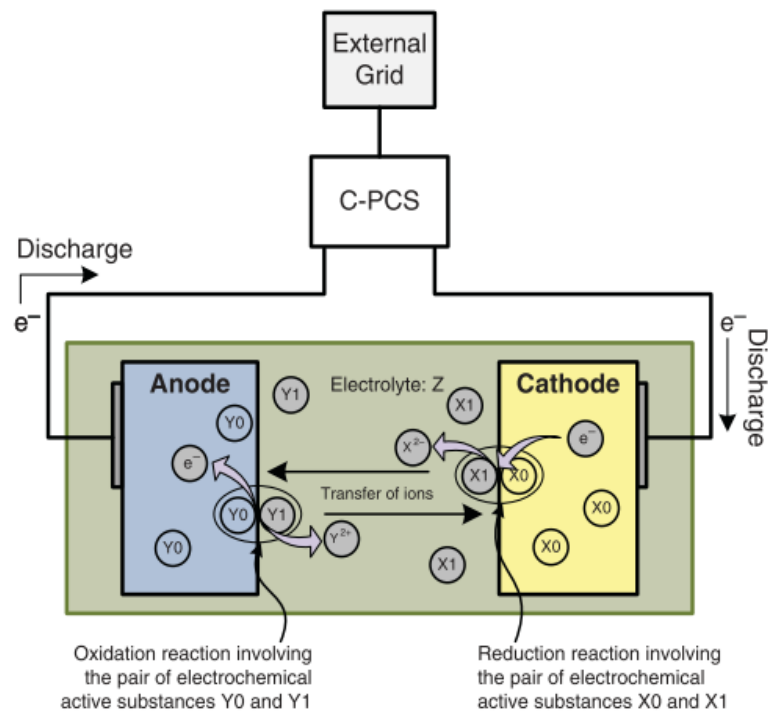 External
Grid
C-PCS
Discharge
e⁻
e⁻
Discharge
Anode
Electrolyte: Z
Cathode
Y1
X1
Y0
X²⁻
e⁻
e⁻
X1
X0
Transfer of ions
Y0
Y1
Y²⁺
X0
Y0
X0
X1
Oxidation reaction involving
the pair of electrochemical
active substances Y0 and Y1
Reduction reaction involving
the pair of electrochemical
active substances X0 and X1